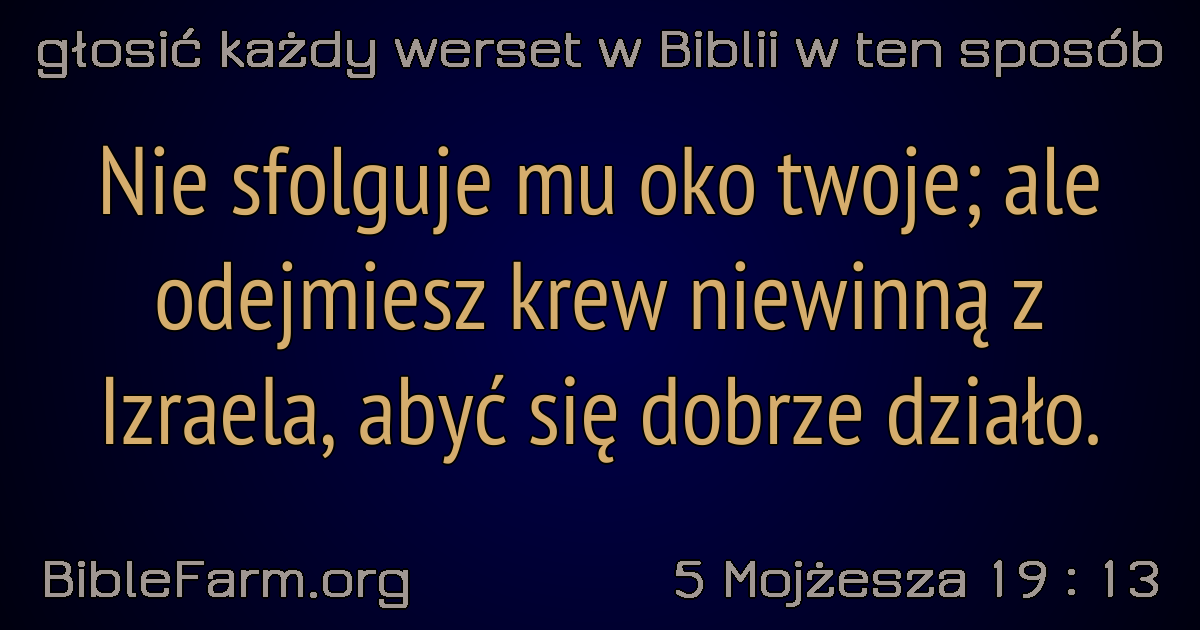 głosić każdy werset w Biblii w ten sposób
Nie sfolguje mu oko twoje; ale
odejmiesz krew niewinną z
Izraela, abyć się dobrze działo.
BibleFarm.org
5 Mojżesza 19 : 13